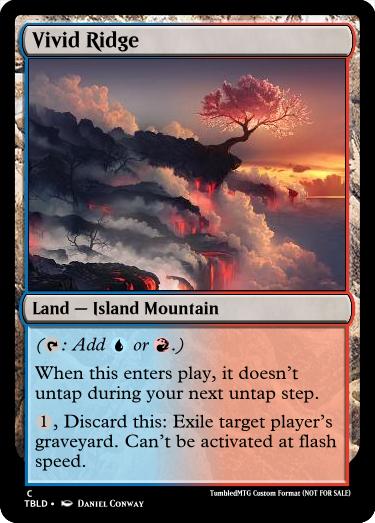 Vivid Ridge
Land — Island Mountain
(: Add or .)
When this enters play, it doesn't
untap during your next untap step.
1, Discard this: Exile target player's
graveyard. Can't be activated at flash
speed.
C
TBLD • Daniel Conway
TumbledMTG Custom Format (NOT FOR SALE)